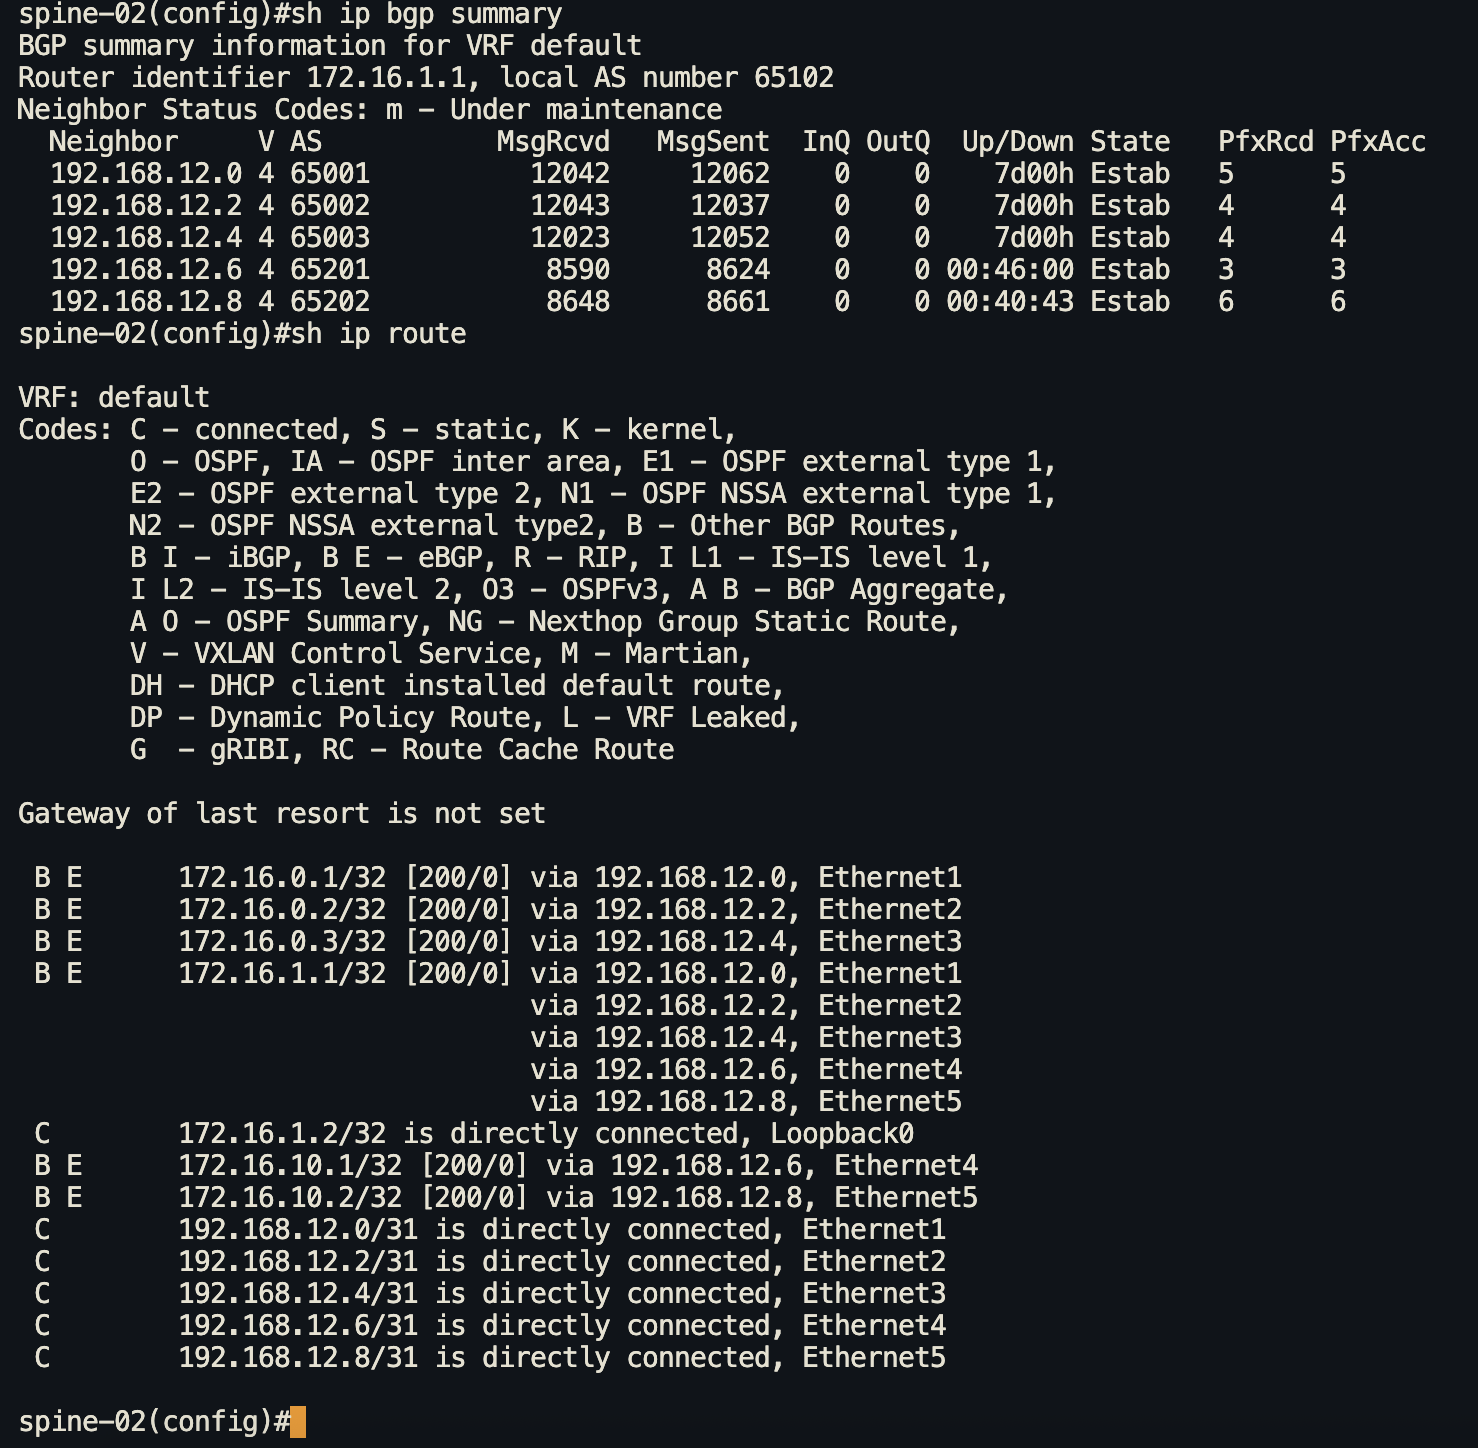 spine-02(config)#sh ip bgp summary
BGP summary information for VRF default
Router identifier 172.16.1.1, local AS number 65102
Neighbor Status Codes: m - Under maintenance
  Neighbor     V AS           MsgRcvd   MsgSent  InQ OutQ  Up/Down State   PfxRcd PfxAcc
  192.168.12.0 4 65001          12042     12062    0    0    7d00h Estab   5      5
  192.168.12.2 4 65002          12043     12037    0    0    7d00h Estab   4      4
  192.168.12.4 4 65003          12023     12052    0    0    7d00h Estab   4      4
  192.168.12.6 4 65201           8590      8624    0    0 00:46:00 Estab   3      3
  192.168.12.8 4 65202           8648      8661    0    0 00:40:43 Estab   6      6
spine-02(config)#sh ip route

VRF: default
Codes: C - connected, S - static, K - kernel,
       O - OSPF, IA - OSPF inter area, E1 - OSPF external type 1,
       E2 - OSPF external type 2, N1 - OSPF NSSA external type 1,
       N2 - OSPF NSSA external type2, B - Other BGP Routes,
       B I - iBGP, B E - eBGP, R - RIP, I L1 - IS-IS level 1,
       I L2 - IS-IS level 2, O3 - OSPFv3, A B - BGP Aggregate,
       A O - OSPF Summary, NG - Nexthop Group Static Route,
       V - VXLAN Control Service, M - Martian,
       DH - DHCP client installed default route,
       DP - Dynamic Policy Route, L - VRF Leaked,
       G  - gRIBI, RC - Route Cache Route

Gateway of last resort is not set

 B E      172.16.0.1/32 [200/0] via 192.168.12.0, Ethernet1
 B E      172.16.0.2/32 [200/0] via 192.168.12.2, Ethernet2
 B E      172.16.0.3/32 [200/0] via 192.168.12.4, Ethernet3
 B E      172.16.1.1/32 [200/0] via 192.168.12.0, Ethernet1
                                via 192.168.12.2, Ethernet2
                                via 192.168.12.4, Ethernet3
                                via 192.168.12.6, Ethernet4
                                via 192.168.12.8, Ethernet5
 C        172.16.1.2/32 is directly connected, Loopback0
 B E      172.16.10.1/32 [200/0] via 192.168.12.6, Ethernet4
 B E      172.16.10.2/32 [200/0] via 192.168.12.8, Ethernet5
 C        192.168.12.0/31 is directly connected, Ethernet1
 C        192.168.12.2/31 is directly connected, Ethernet2
 C        192.168.12.4/31 is directly connected, Ethernet3
 C        192.168.12.6/31 is directly connected, Ethernet4
 C        192.168.12.8/31 is directly connected, Ethernet5

spine-02(config)#